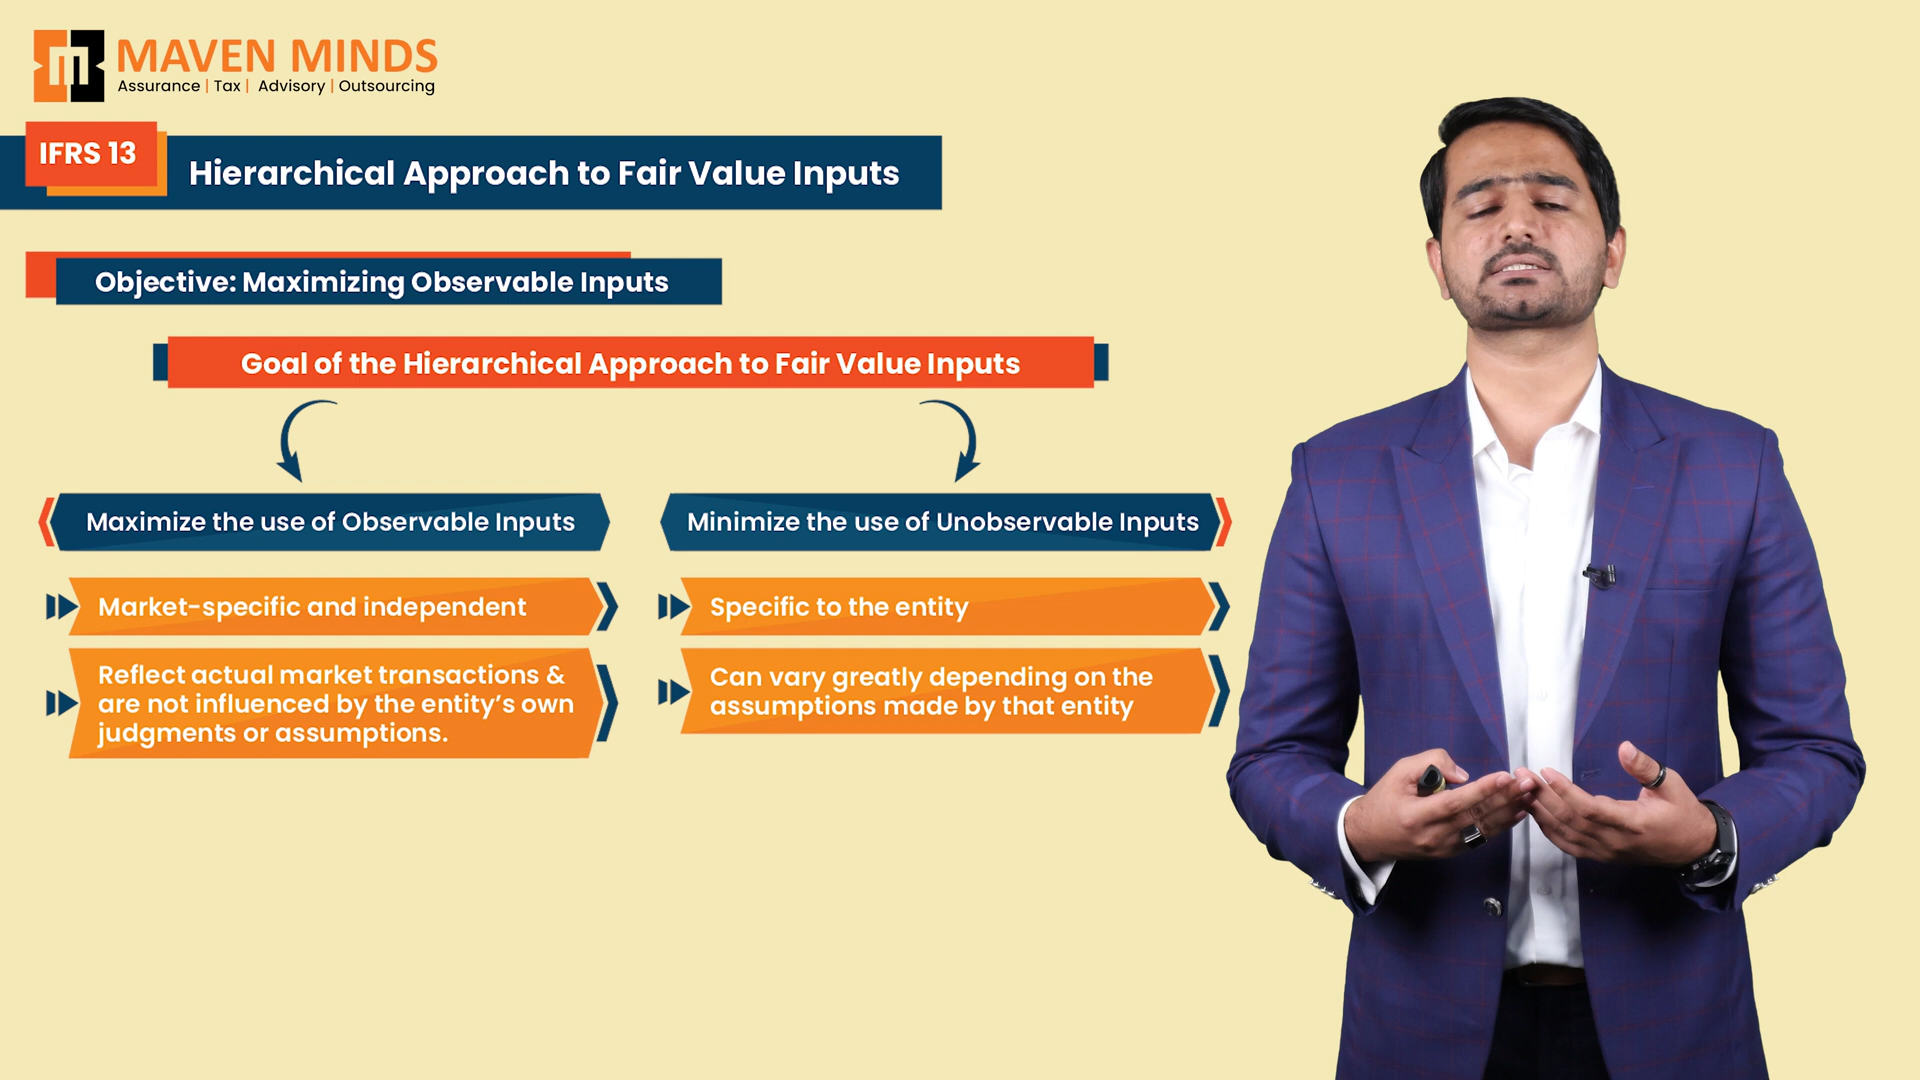 MAVEN MINDS
Assurance | Tax | Advisory | Outsourcing
IFRS 13
Hierarchical Approach to Fair Value Inputs
Objective: Maximizing Observable Inputs
Goal of the Hierarchical Approach to Fair Value Inputs
Maximize the use of Observable Inputs
Market-specific and independent
Reflect actual market transactions &
are not influenced by the entity's own
judgments or assumptions.
Minimize the use of Unobservable Inputs
Specific to the entity
Can vary greatly depending on the
assumptions made by that entity